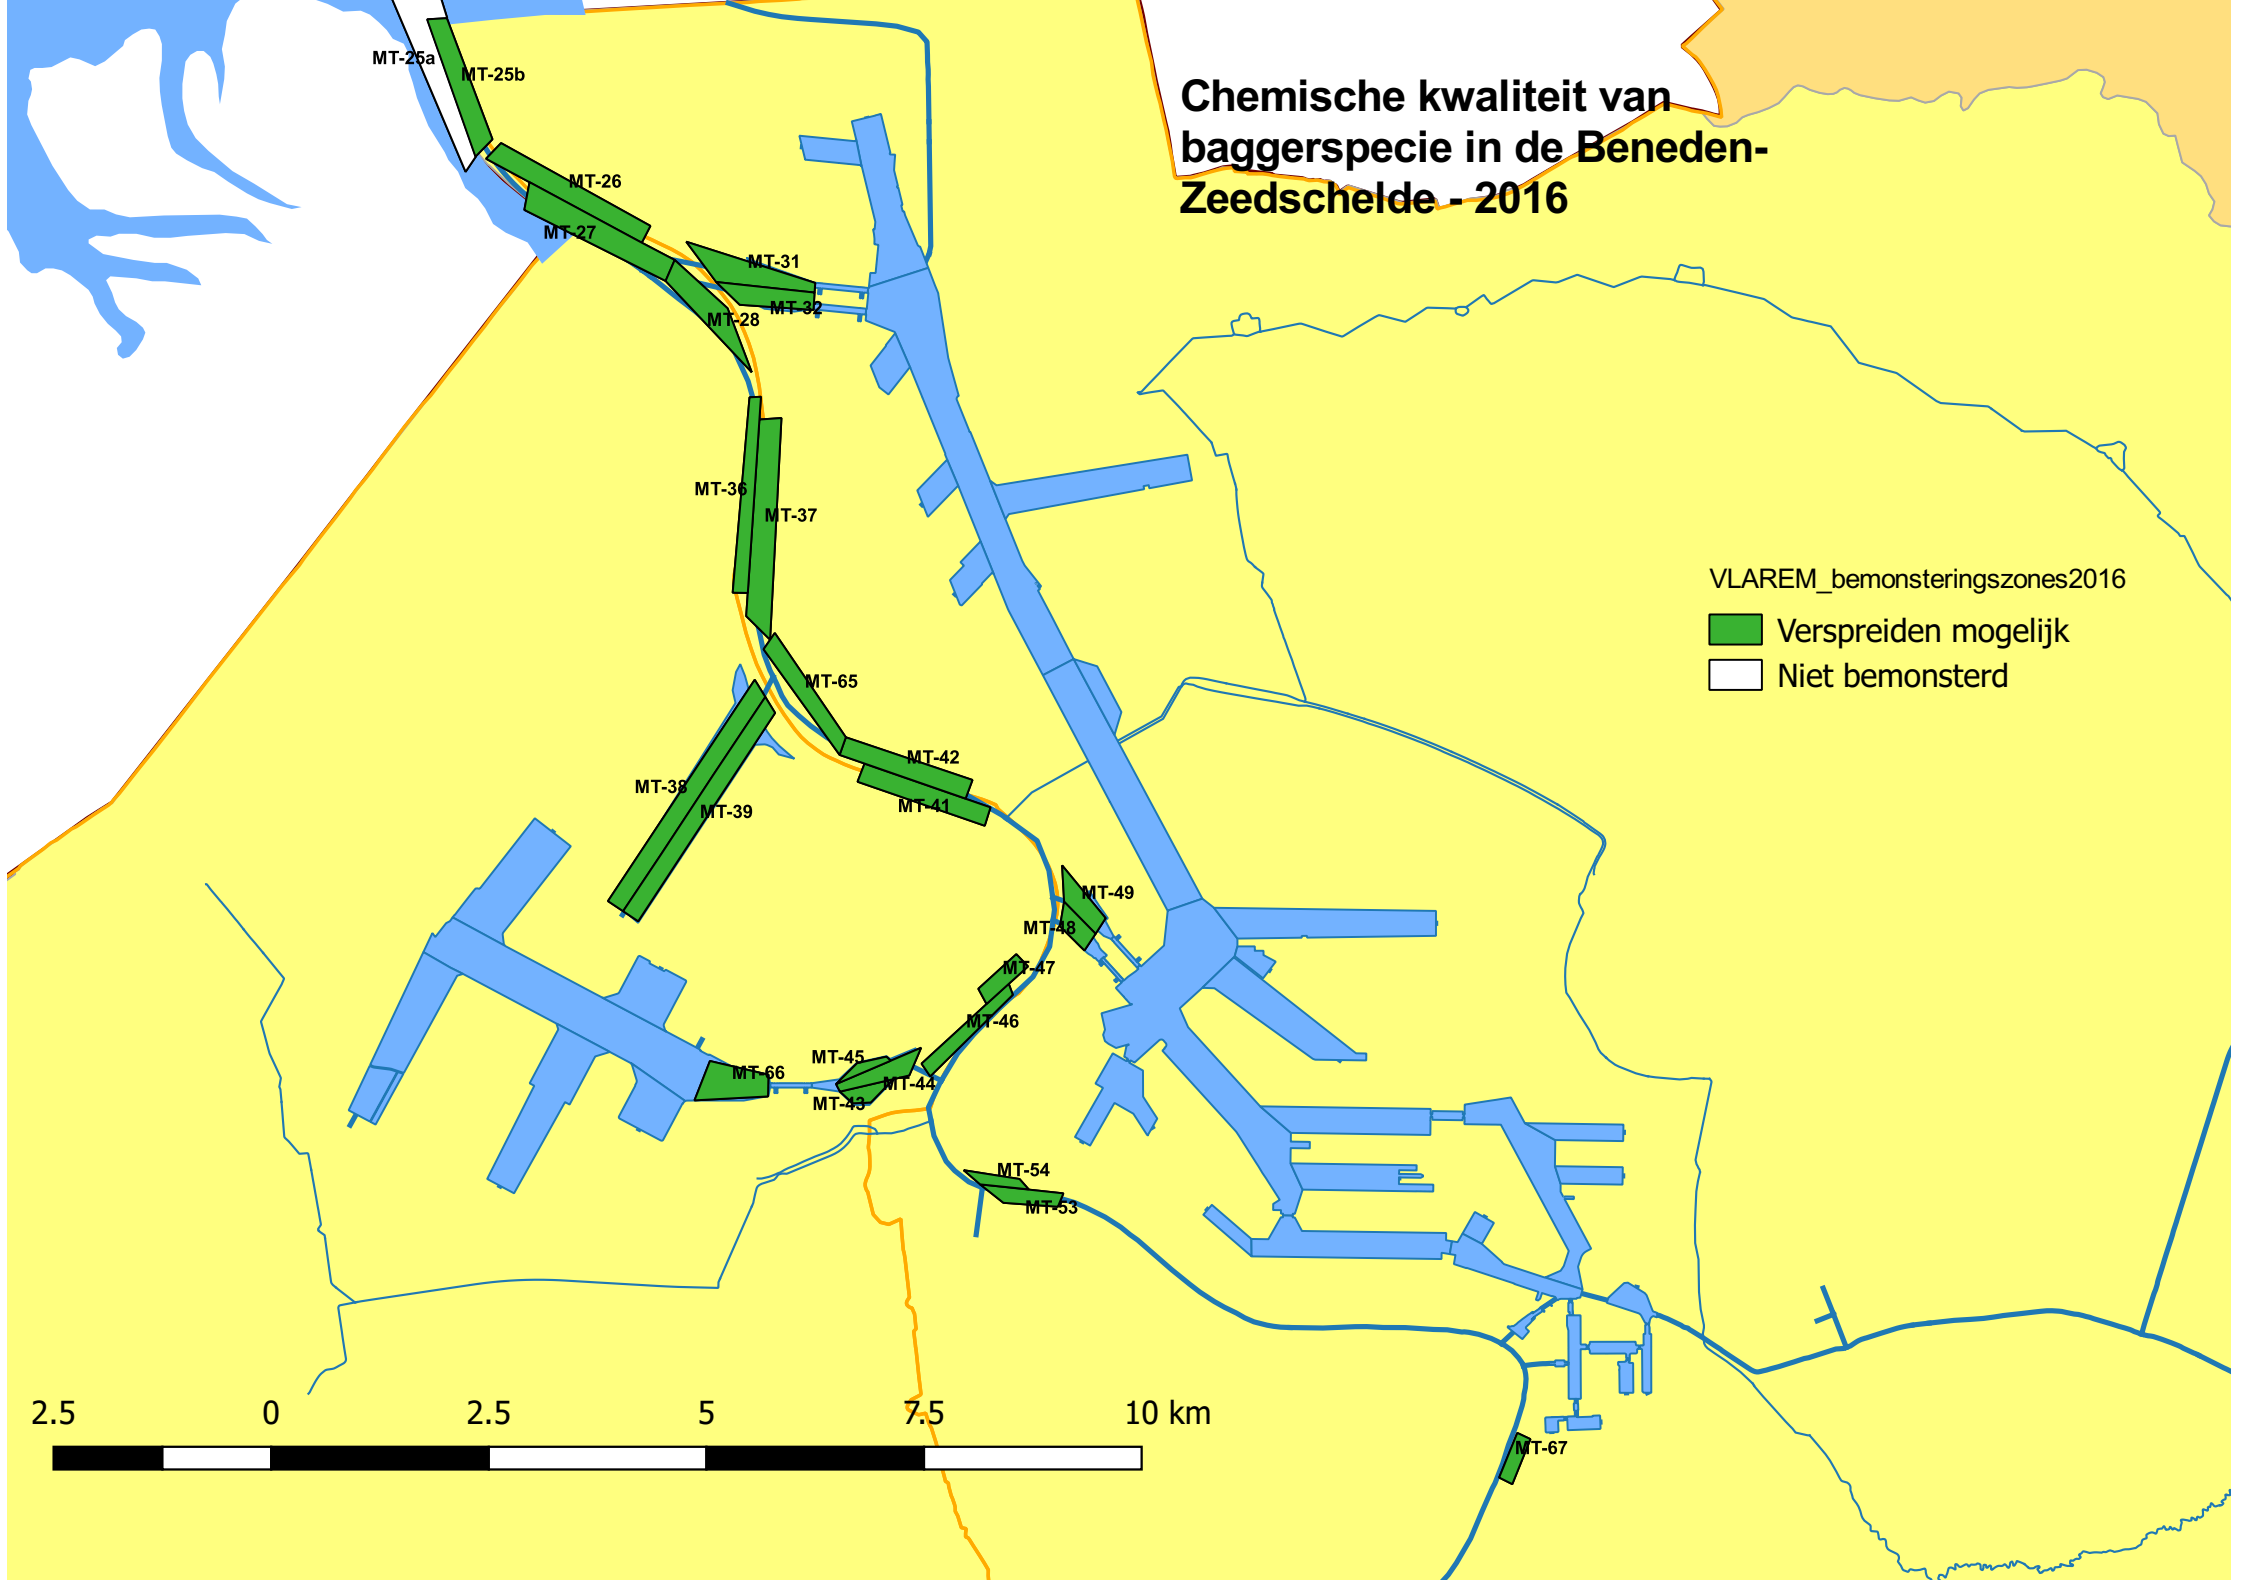 MT-25a
MT-25b
Chemische kwaliteit van
baggerspecie in de Beneden-
Zeedschelde - 2016
MT-26
MT-27
MT-31
MT-32
MT-28
MT-36
MT-37
VLAREM_bemonsteringszones2016
Verspreiden mogelijk
Niet bemonsterd
MT-65
MT-42
MT-38
MT-41
MT-39
MT-49
MT-48
MT-47
MT-46
MT-45
MT-66
MT-44
MT-43
MT-54
MT-53
2.5 0 2.5 5 7.5 10 km
MT-67